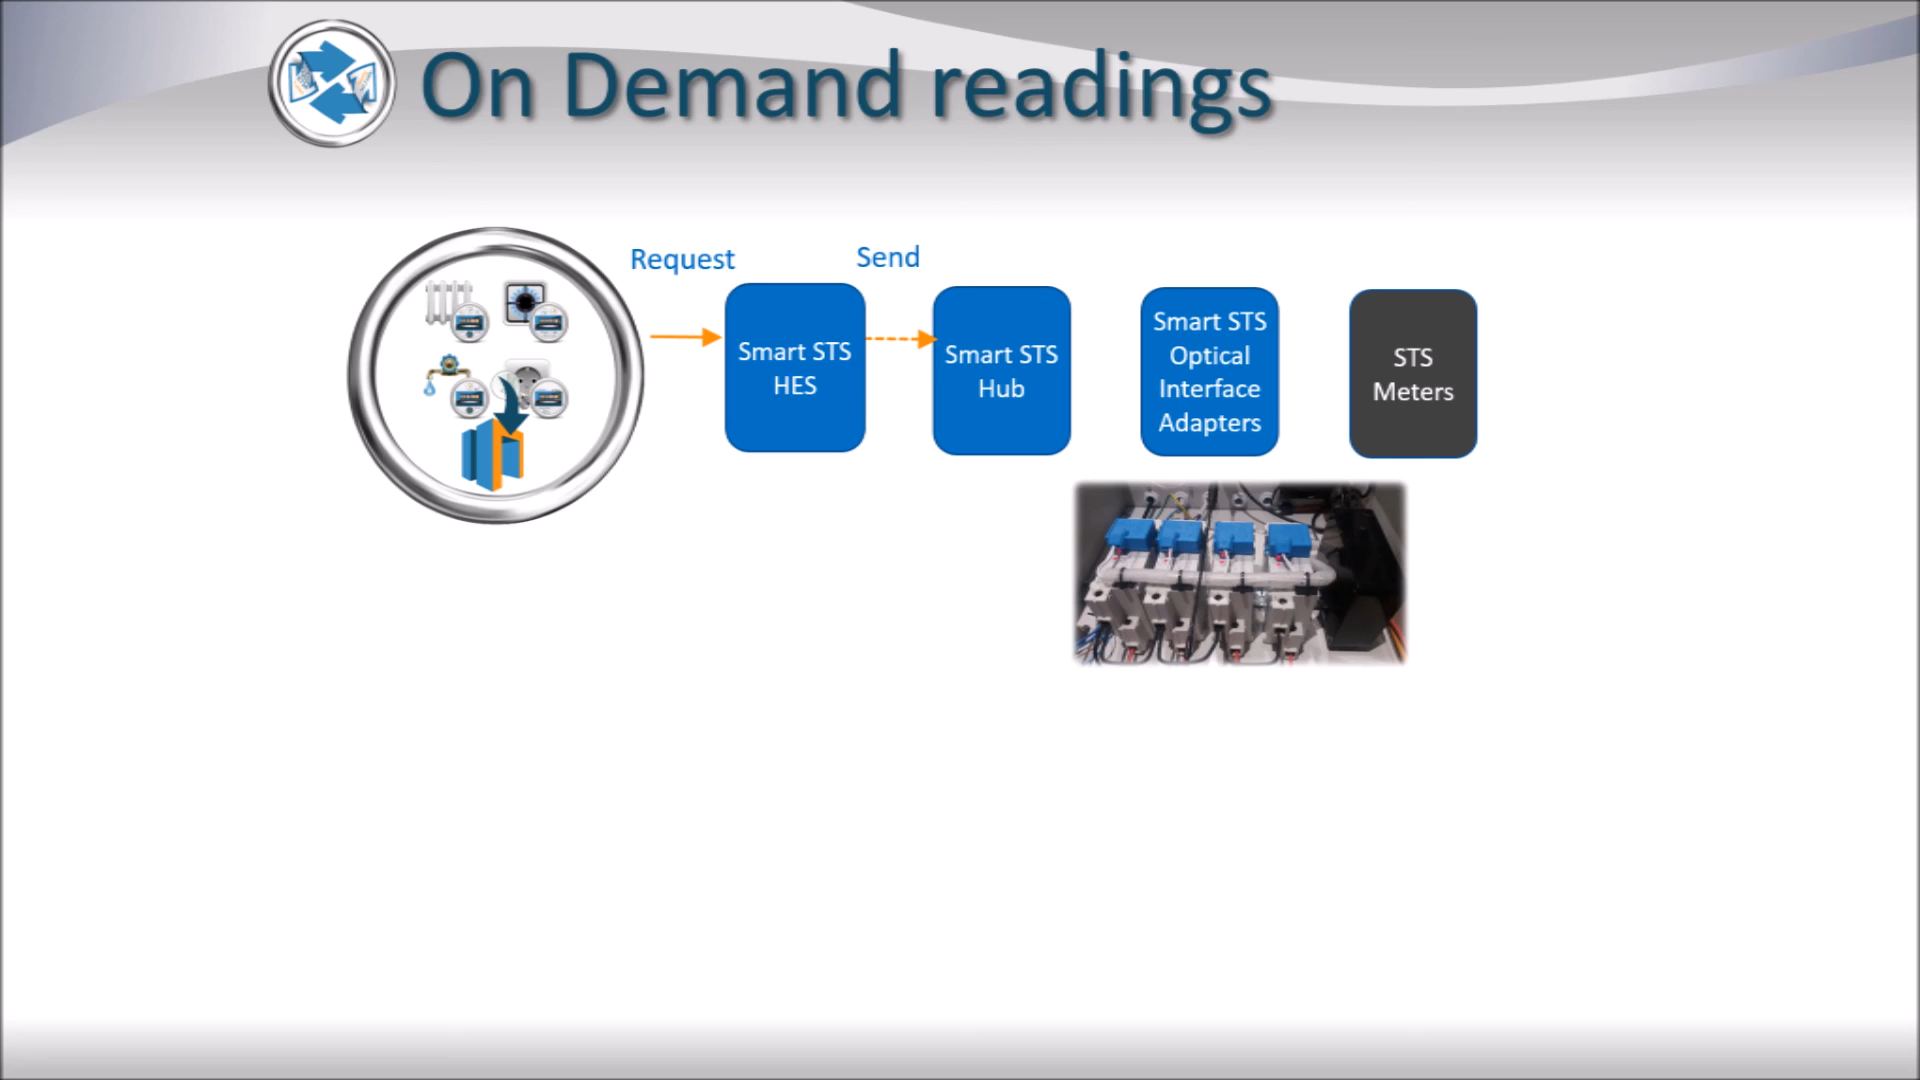 On Demand readings
Request
Send
Smart STS
HES
Smart STS
Hub
Smart STS
Optical
Interface
Adapters
STS
Meters